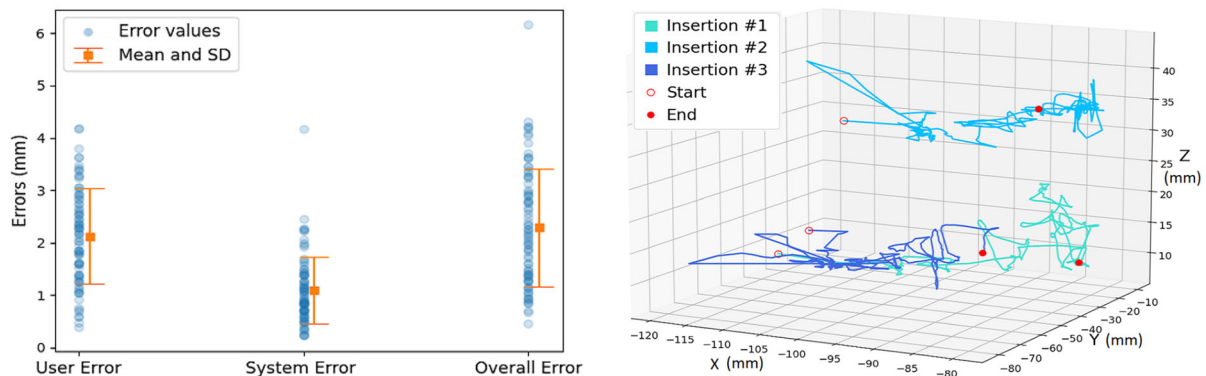 6
5
4
3
2
1
0
Errors (mm)
Error values
Mean and SD
User Error
System Error
Overall Error
Insertion #1
Insertion #2
Insertion #3
Start
End
40
35
30
25
20
15
10
Z
(mm)
−10
−20
−30
−40
−50
−60
−70
−80
Y (mm)
−120
−115
−110
−105
−100
−95
−90
−85
−80
X (mm)